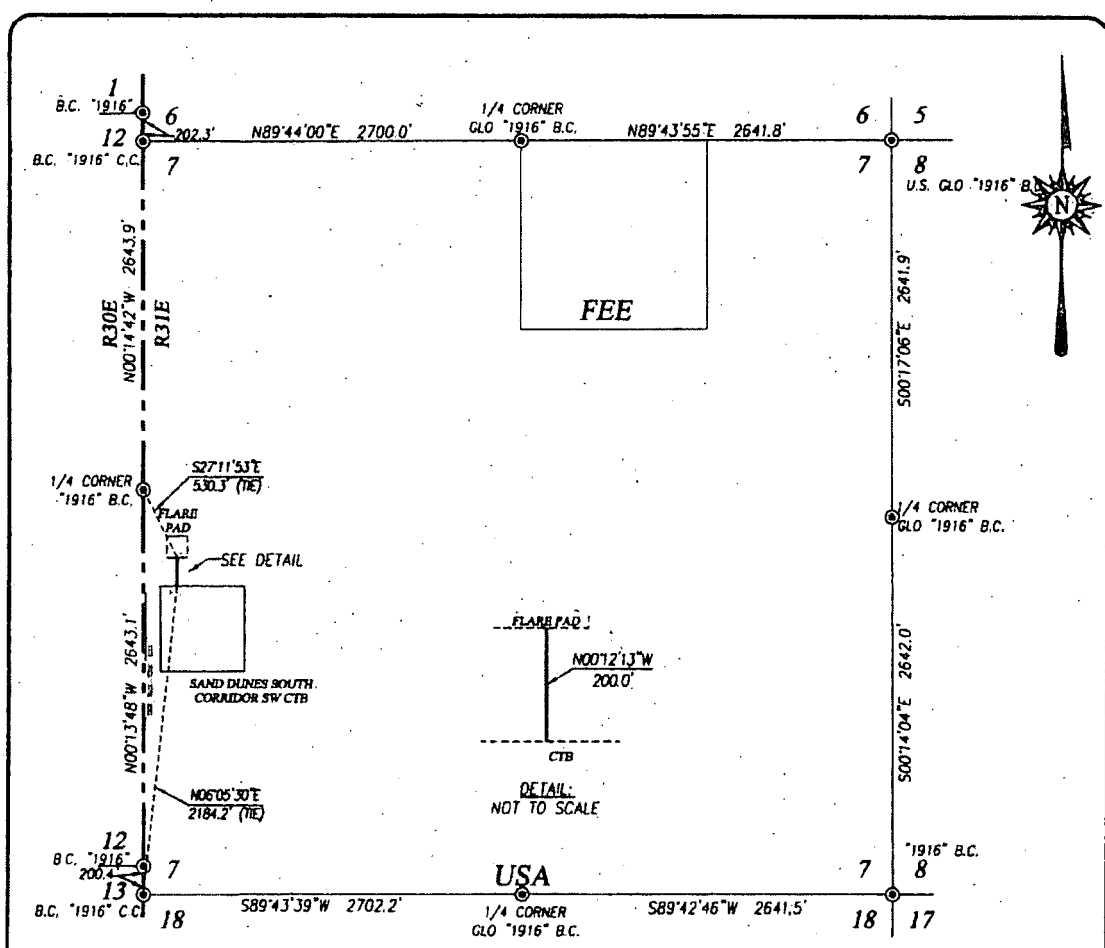 1
B.C. "1916"
6
202.3'
12
B.C. "1916" C.C.
7
N89°44'00"E 2700.0'
1/4 CORNER
GLO "1916" B.C.
N89°43'55"E 2641.8'
6
5
7
8
U.S. GLO "1916" B.C.
N
N00°14'42"W 2643.9'
R30E
R31E
FEE
S00°17'06"E 2641.9'
1/4 CORNER
"1916" B.C.
S27°11'53"E
530.3' (TIE)
FLARE
PAD
SEE DETAIL
1/4 CORNER
GLO "1916" B.C.
N00°13'48"W 2643.1'
SAND DUNES SOUTH
CORRIDOR SW CTB
FLARE PAD
N00°12'13"W
200.0'
CTB
DETAIL:
NOT TO SCALE
S00°14'04"E 2642.0'
N06°05'30"E
2184.2' (TIE)
12
B.C. "1916"
7
200.4'
13
B.C. "1916" C.C.
18
S89°43'39"W 2702.2'
USA
1/4 CORNER
GLO "1916" B.C.
S89°42'46"W 2641.5'
"1916" B.C.
7
8
18
17